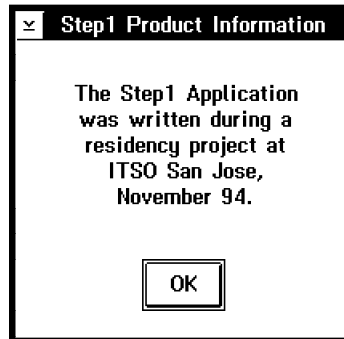 Step1 Product Information
The Step1 Application
was written during a
residency project at
ITSO San Jose,
November 94.
OK